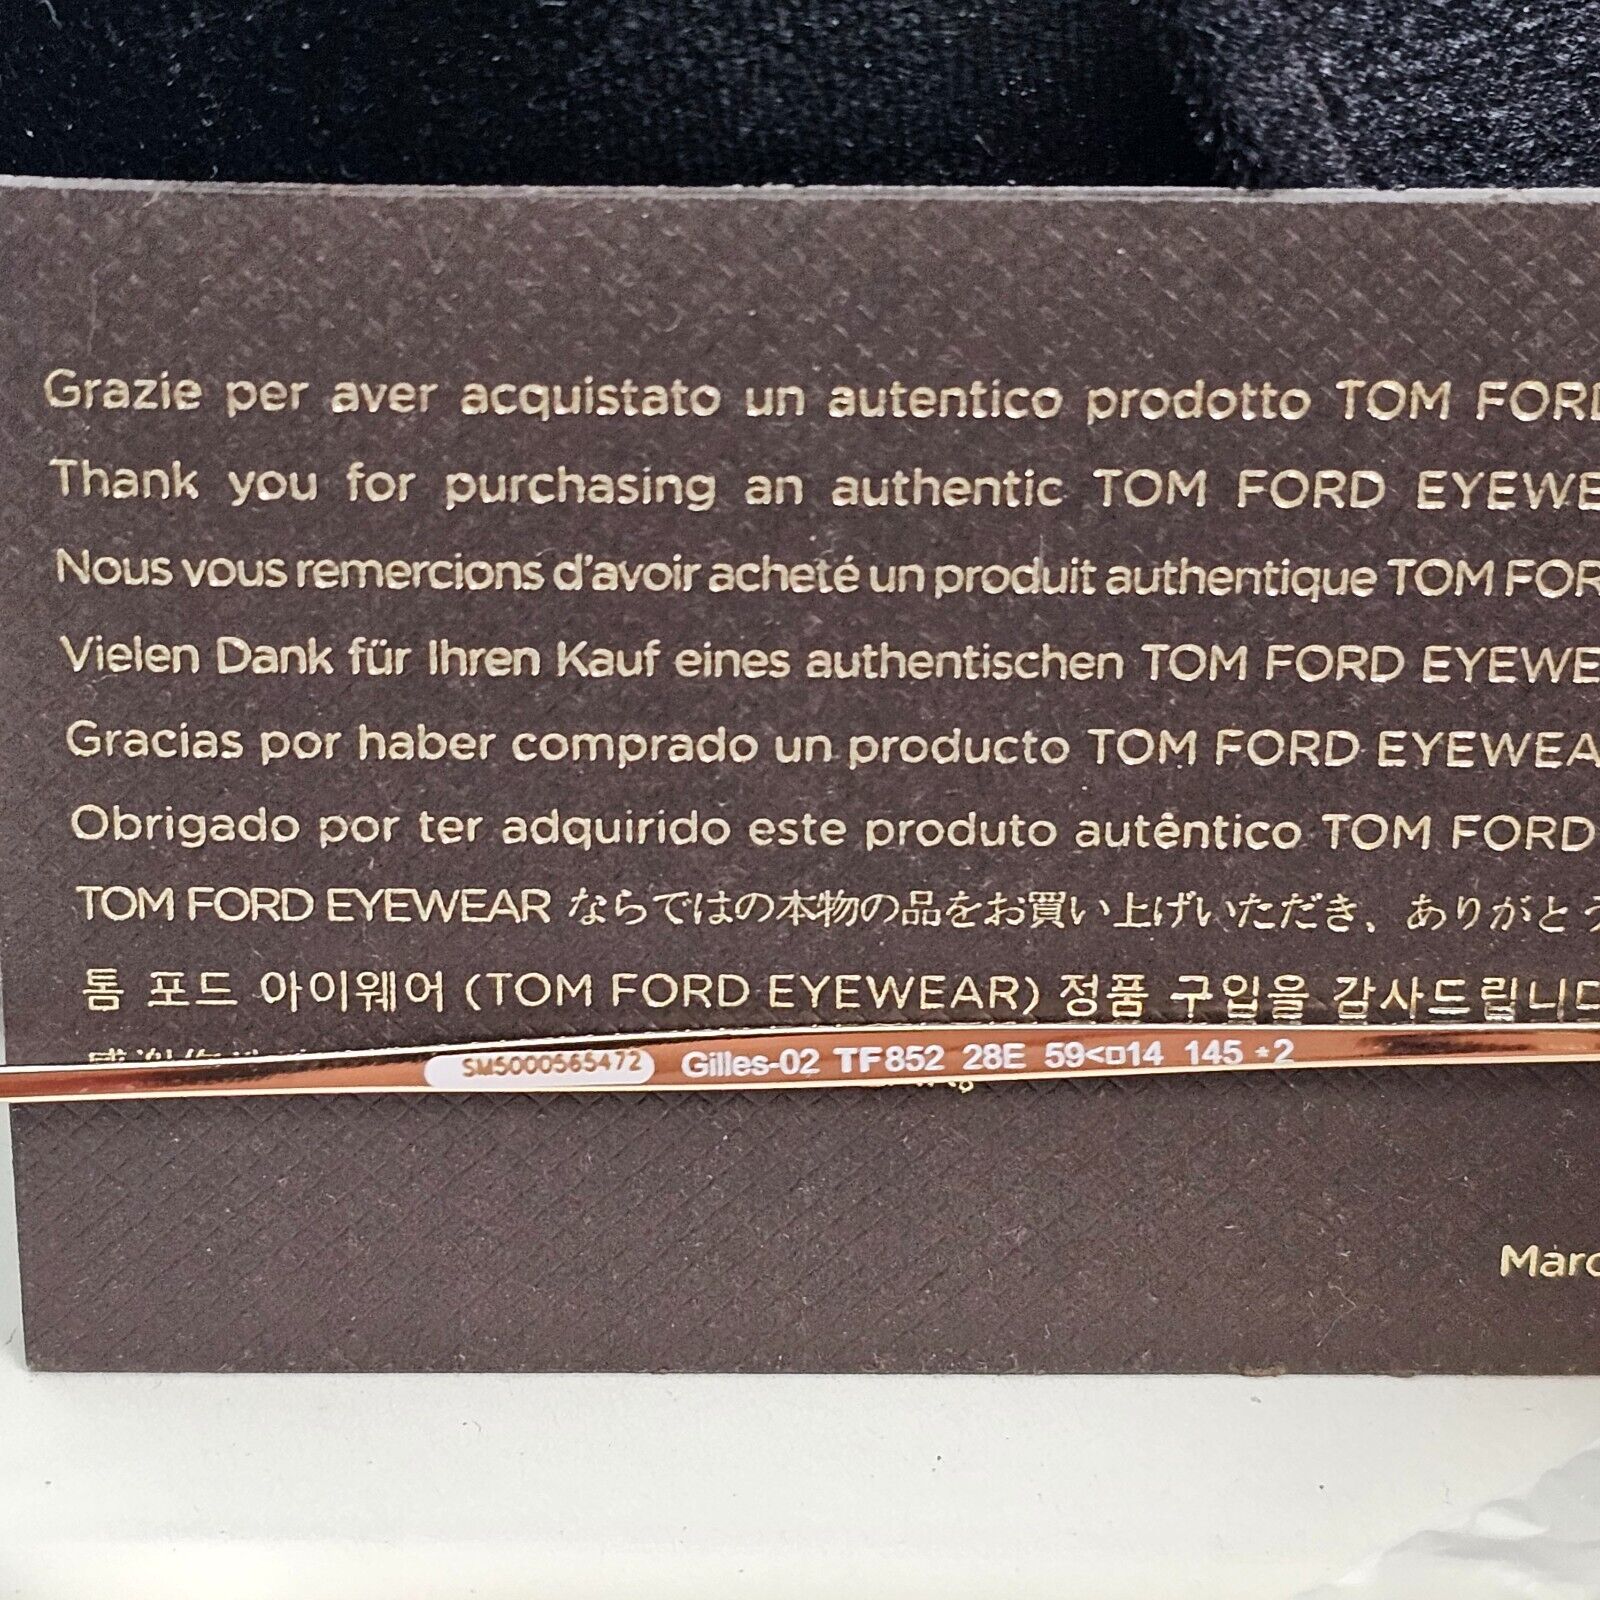 Grazie per aver acquistato un autentico prodotto TOM FORD
Thank you for purchasing an authentic TOM FORD EYEWE
Nous vous remercions d'avoir acheté un produit authentique TOM FOR
Vielen Dank für Ihren Kauf eines authentischen TOM FORD EYEWE
Gracias por haber comprado un producto TOM FORD EYEWEA
Obrigado por ter adquirido este produto autêntico TOM FORD
TOM FORD EYEWEAR ならではの本物の品をお買い上げいただき、ありがとう
톰 포드 아이웨어 (TOM FORD EYEWEAR) 정품 구입을 감사드립니다
SM5000565472 Gilles-02 TF852 28E 59<□14 145 *2
Marc